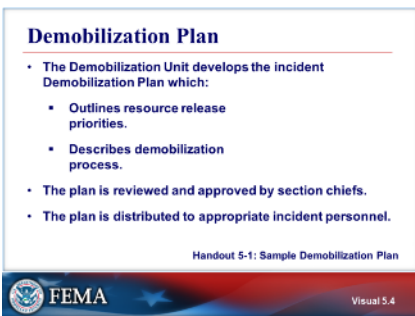 Demobilization Plan
• The Demobilization Unit develops the incident
Demobilization Plan which:
▪ Outlines resource release
priorities.
▪ Describes demobilization
process.
• The plan is reviewed and approved by section chiefs.
• The plan is distributed to appropriate incident personnel.
Handout 5-1: Sample Demobilization Plan
FEMA
Visual 5.4